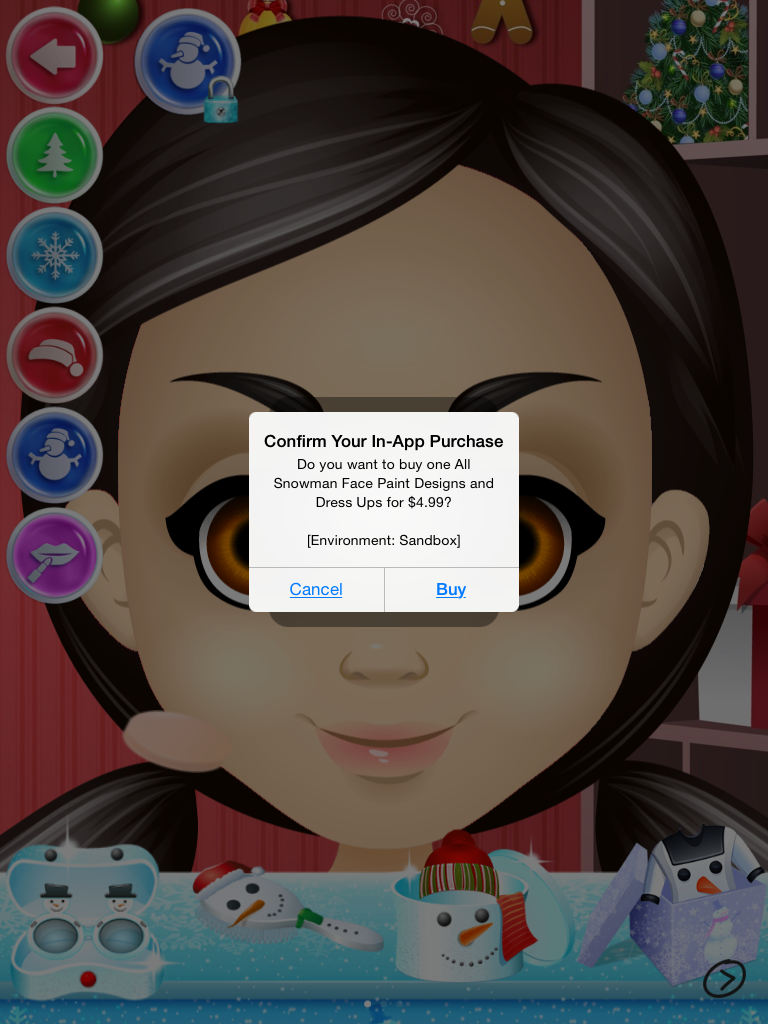 Confirm Your In-App Purchase
Do you want to buy one All
Snowman Face Paint Designs and
Dress Ups for $4.99?
[Environment: Sandbox]
Cancel
Buy